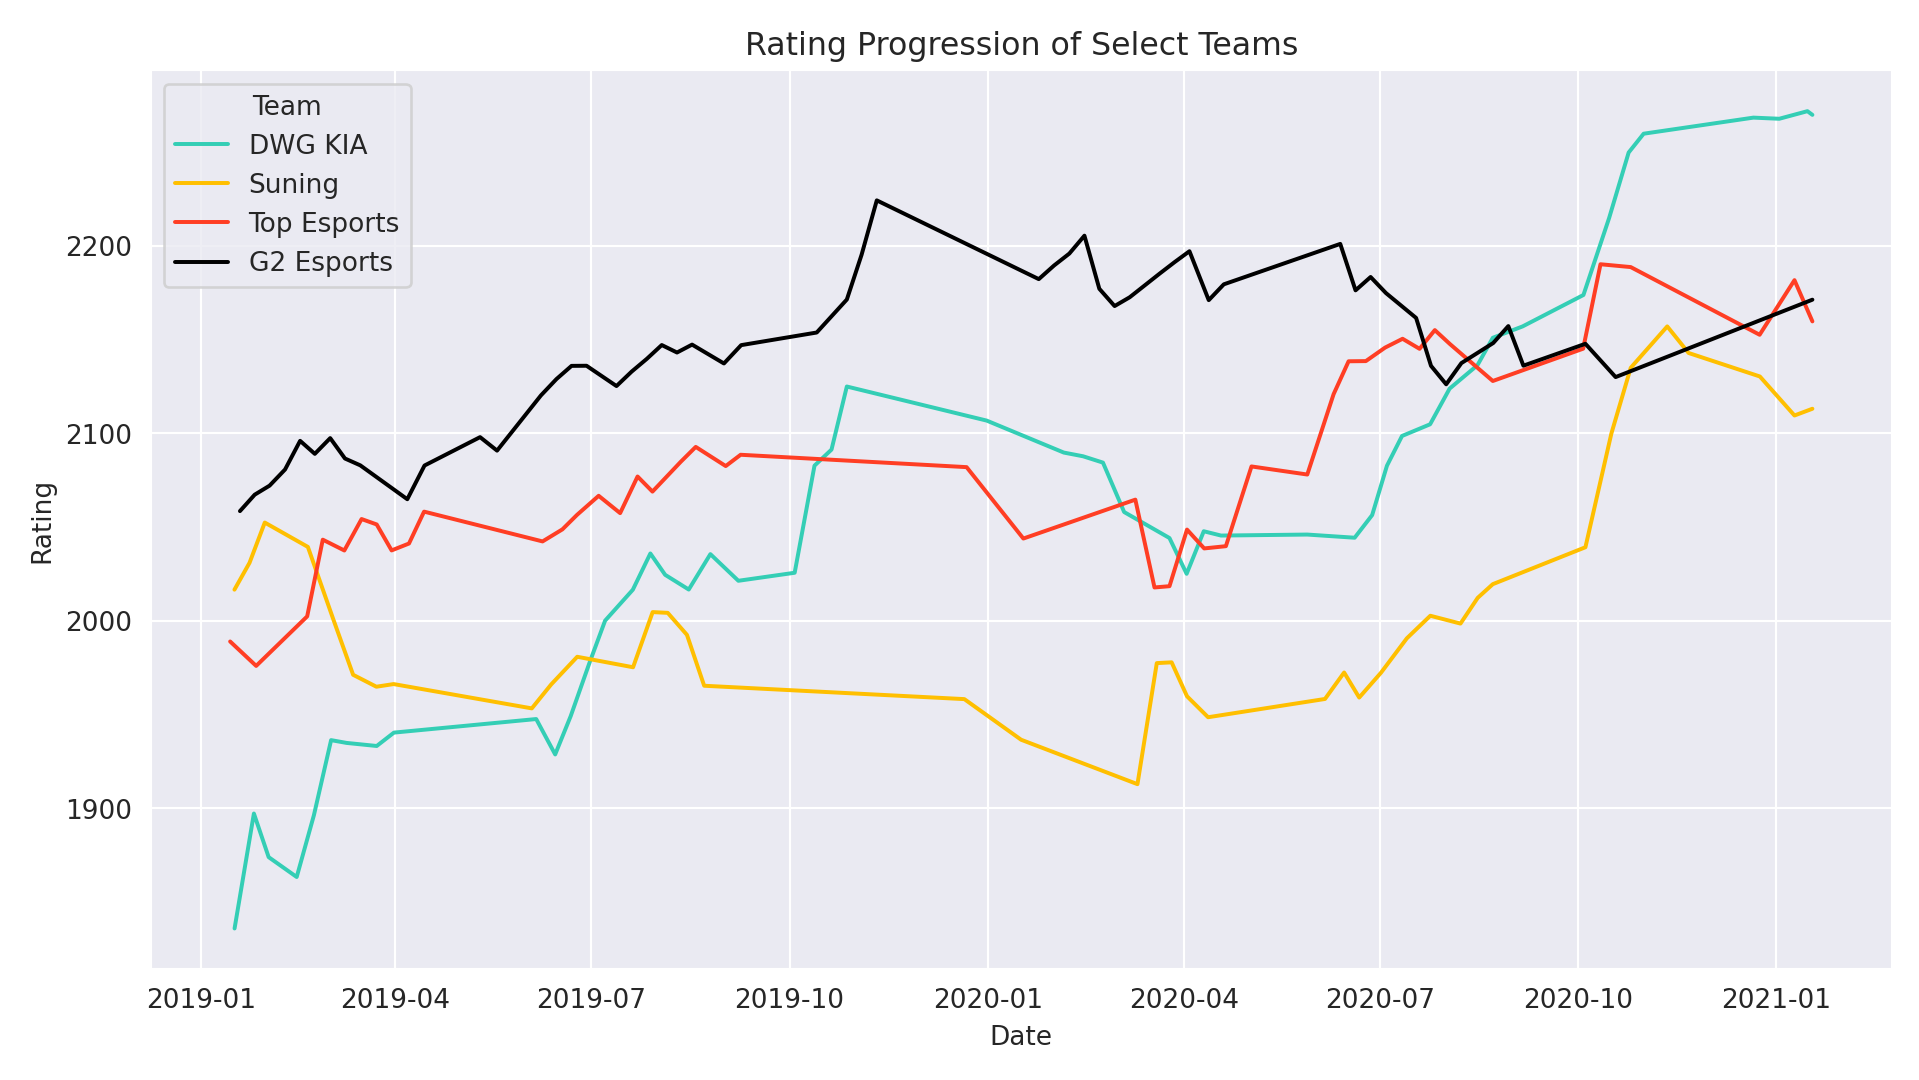 Rating Progression of Select Teams
Team
DWG KIA
Suning
Top Esports
G2 Esports
Rating
2200
2100
2000
1900
2019-01 2019-04 2019-07 2019-10 2020-01 2020-04 2020-07 2020-10 2021-01
Date